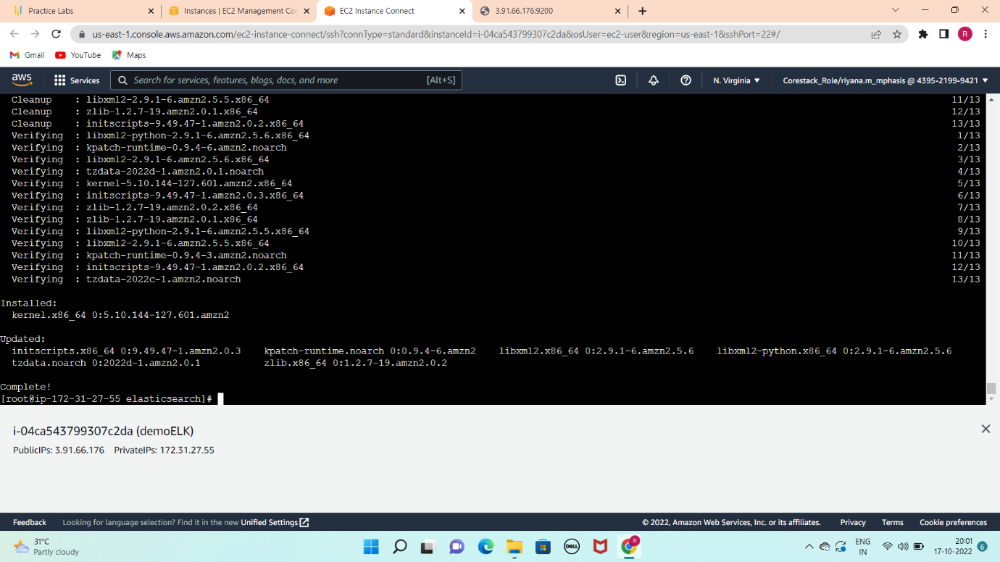 Practice Labs
Instances | EC2 Management Con
EC2 Instance Connect
3.91.66.176:9200
us-east-1.console.aws.amazon.com/ec2-instance-connect/ssh?connType=standard&instanceId=i-04ca543799307c2da&osUser=ec2-user&region=us-east-1&sshPort=22#/
R
Gmail YouTube Maps
aws Services Search for services, features, blogs, docs, and more [Alt+S] N. Virginia ▼ Corestack_Role/riyana.m_mphasis @ 4395-2199-9421 ▼
Cleanup : libxml2-2.9.1-6.amzn2.5.5.x86_64 11/13
Cleanup : zlib-1.2.7-19.amzn2.0.1.x86_64 12/13
Cleanup : initscripts-9.49.47-1.amzn2.0.2.x86_64 13/13
Verifying : libxml2-python-2.9.1-6.amzn2.5.6.x86_64 1/13
Verifying : kpatch-runtime-0.9.4-6.amzn2.noarch 2/13
Verifying : libxml2-2.9.1-6.amzn2.5.6.x86_64 3/13
Verifying : tzdata-2022d-1.amzn2.0.1.noarch 4/13
Verifying : kernel-5.10.144-127.601.amzn2.x86_64 5/13
Verifying : initscripts-9.49.47-1.amzn2.0.3.x86_64 6/13
Verifying : zlib-1.2.7-19.amzn2.0.2.x86_64 7/13
Verifying : zlib-1.2.7-19.amzn2.0.1.x86_64 8/13
Verifying : libxml2-python-2.9.1-6.amzn2.5.5.x86_64 9/13
Verifying : libxml2-2.9.1-6.amzn2.5.5.x86_64 10/13
Verifying : kpatch-runtime-0.9.4-3.amzn2.noarch 11/13
Verifying : initscripts-9.49.47-1.amzn2.0.2.x86_64 12/13
Verifying : tzdata-2022c-1.amzn2.noarch 13/13
Installed:
kernel.x86_64 0:5.10.144-127.601.amzn2
Updated:
initscripts.x86_64 0:9.49.47-1.amzn2.0.3 kpatch-runtime.noarch 0:0.9.4-6.amzn2 libxml2.x86_64 0:2.9.1-6.amzn2.5.6 libxml2-python.x86_64 0:2.9.1-6.amzn2.5.6
tzdata.noarch 0:2022d-1.amzn2.0.1 zlib.x86_64 0:1.2.7-19.amzn2.0.2
Complete!
[root@ip-172-31-27-55 elasticsearch]#
i-04ca543799307c2da (demoELK)
PublicIPs: 3.91.66.176 PrivateIPs: 172.31.27.55
Feedback Looking for language selection? Find it in the new Unified Settings © 2022, Amazon Web Services, Inc. or its affiliates. Privacy Terms Cookie preferences
31°C
Partly cloudy
DELL
R
ENG
IN
20:01
17-10-2022
6